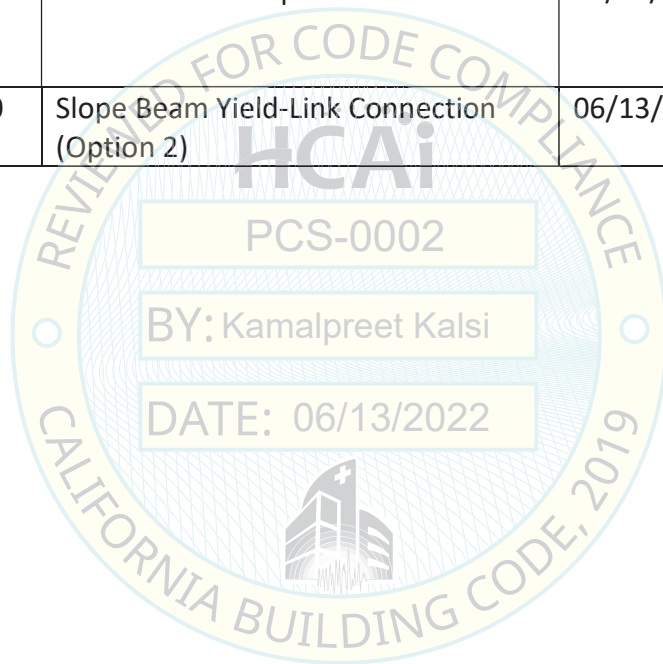 Slope Beam Yield-Link Connection
(Option 2)
06/13/
REVIEWED FOR CODE COMPLIANCE
HCAi
PCS-0002
BY: Kamalpreet Kalsi
DATE: 06/13/2022
CALIFORNIA BUILDING CODE, 2019